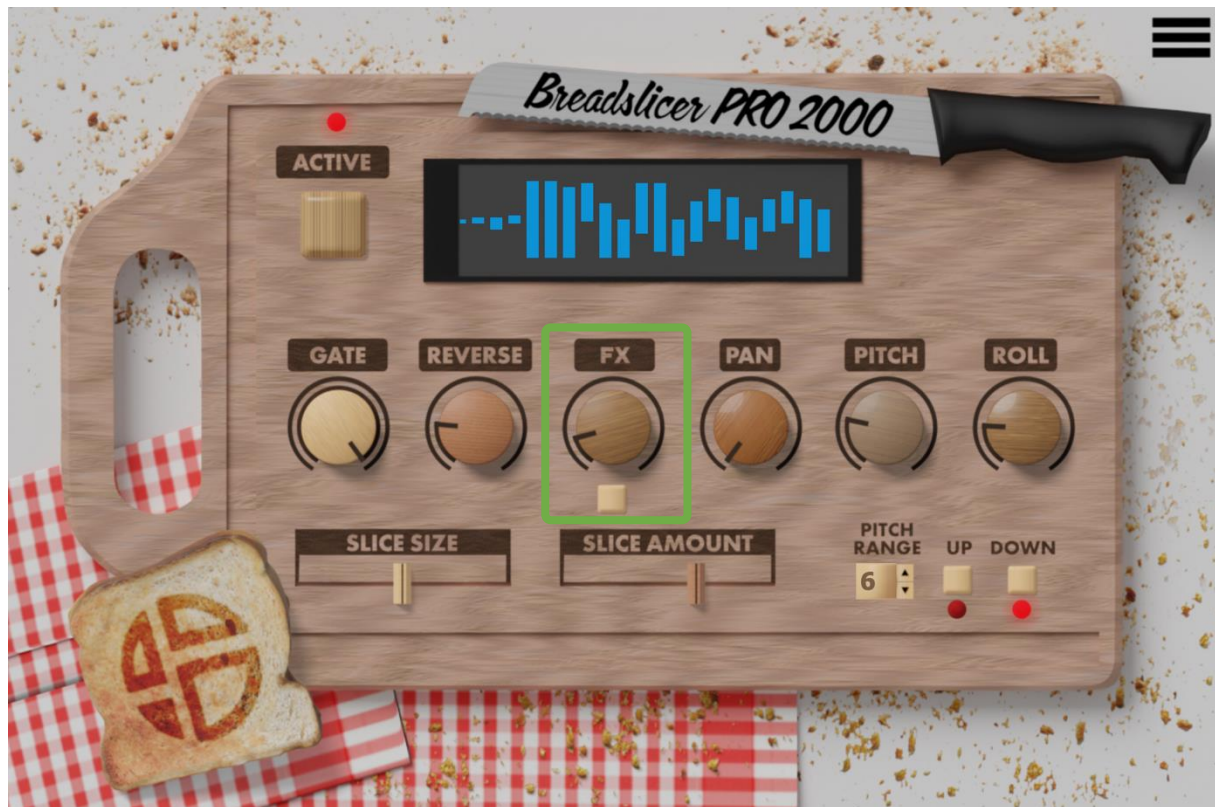 Breadslicer PRO 2000
ACTIVE
GATE
REVERSE
FX
PAN
PITCH
ROLL
SLICE SIZE
SLICE AMOUNT
PITCH
RANGE
UP
DOWN
6